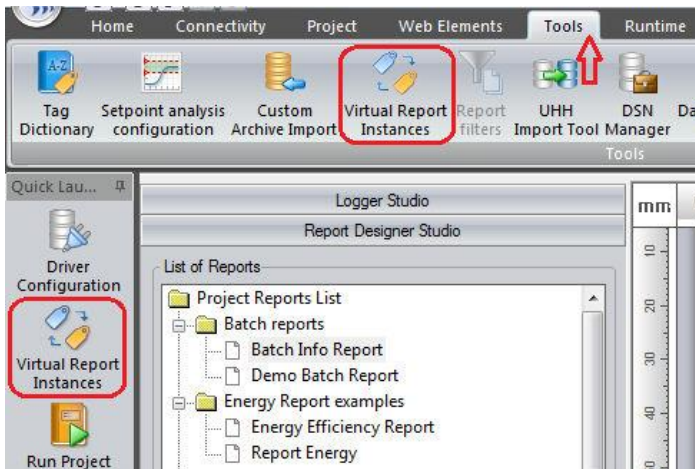 Home Connectivity Project Web Elements Tools Runtime
Tag Dictionary
Setpoint analysis configuration
Custom Archive Import
Virtual Report Instances
Report filters
UHH Import Tool
DSN Manager
Da
Tools
Quick Lau...
Driver
Configuration
Virtual Report
Instances
Run Project
Logger Studio
Report Designer Studio
List of Reports
Project Reports List
Batch reports
Batch Info Report
Demo Batch Report
Energy Report examples
Energy Efficiency Report
Report Energy
mm
10
20
30
40